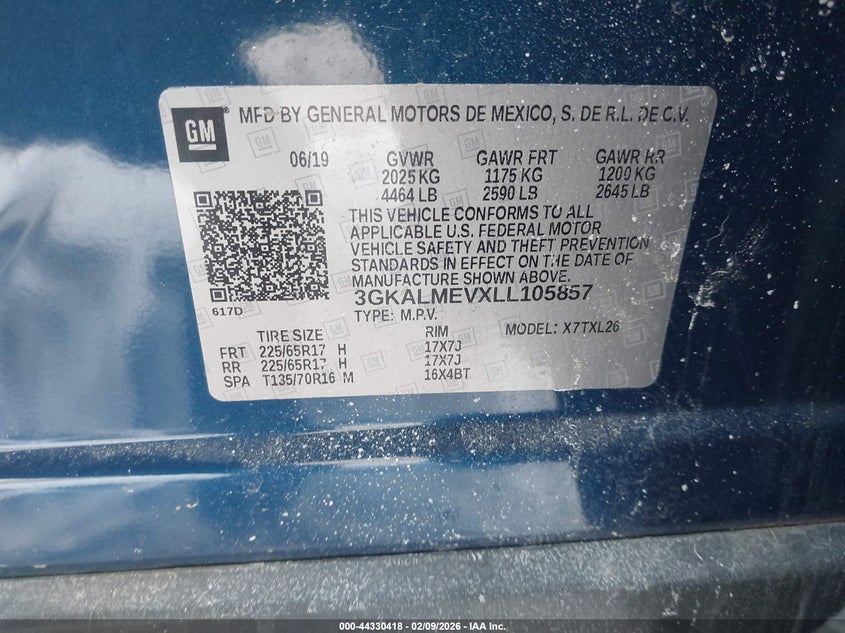 GM
MFD BY GENERAL MOTORS DE MEXICO, S. DE R.L. DE C.V.
06/19 GVWR GAWR FRT GAWR RR
2025 KG 1175 KG 1200 KG
4464 LB 2590 LB 2645 LB
THIS VEHICLE CONFORMS TO ALL
APPLICABLE U.S. FEDERAL MOTOR
VEHICLE SAFETY AND THEFT PREVENTION
STANDARDS IN EFFECT ON THE DATE OF
MANUFACTURE SHOWN ABOVE.
3GKALMEVXLL105857
617D
TYPE: M.P.V. MODEL: X7TXL26
TIRE SIZE RIM
FRT 225/65R17 H 17X7J
RR 225/65R17 H 17X7J
SPA T135/70R16 M 16X4BT
000-44330418 - 02/09/2026 - IAA Inc.